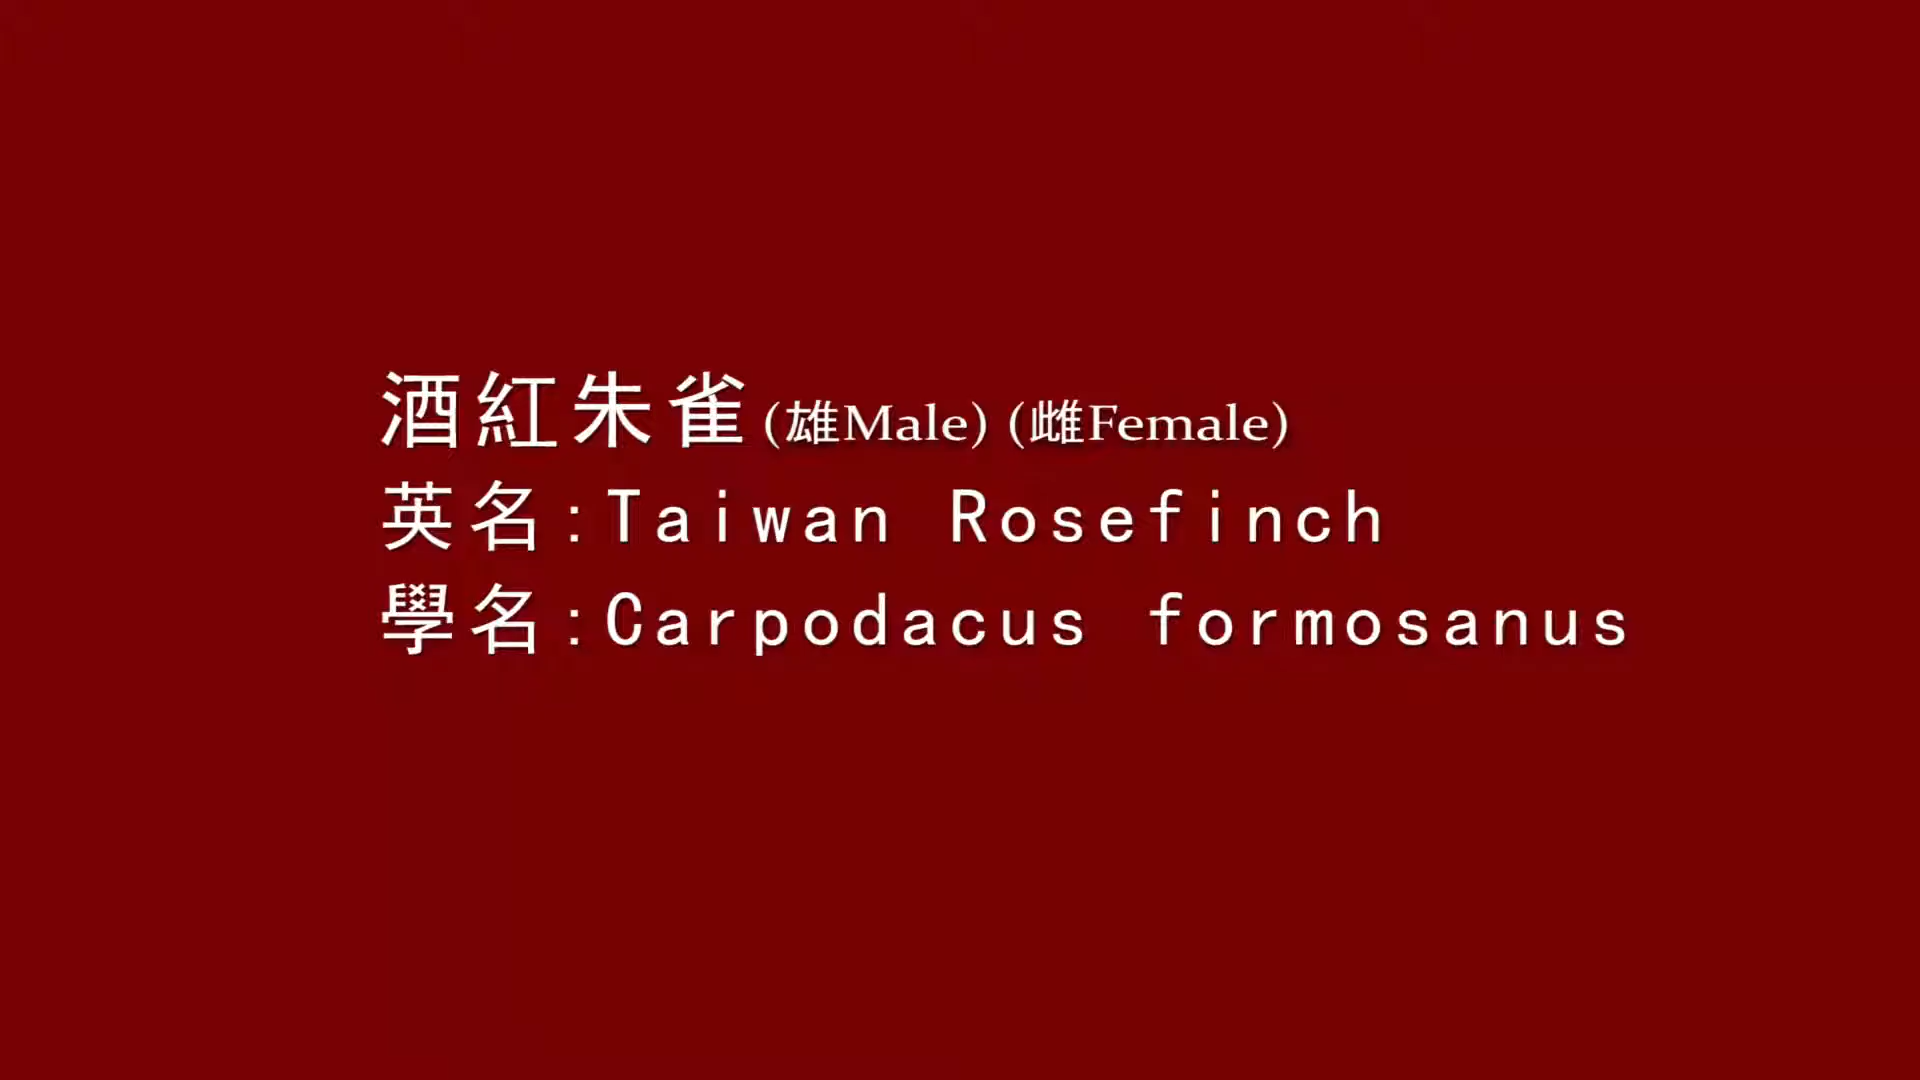 酒紅朱雀(雄Male) (雌Female)
英名:Taiwan Rosefinch
學名:Carpodacus formosanus